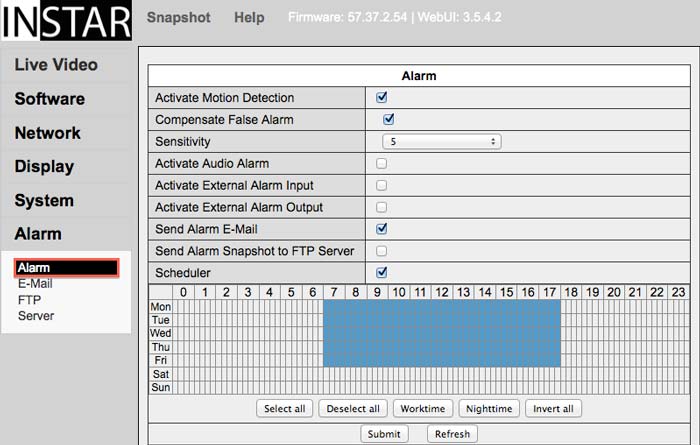 INSTAR
Snapshot Help Firmware: 57.37.2.54 | WebUI: 3.5.4.2
Live Video
Software
Network
Display
System
Alarm
Alarm
E-Mail
FTP
Server
Alarm
Activate Motion Detection
Compensate False Alarm
Sensitivity 5
Activate Audio Alarm
Activate External Alarm Input
Activate External Alarm Output
Send Alarm E-Mail
Send Alarm Snapshot to FTP Server
Scheduler
0 1 2 3 4 5 6 7 8 9 10 11 12 13 14 15 16 17 18 19 20 21 22 23
Mon
Tue
Wed
Thu
Fri
Sat
Sun
Select all Deselect all Worktime Nighttime Invert all
Submit Refresh